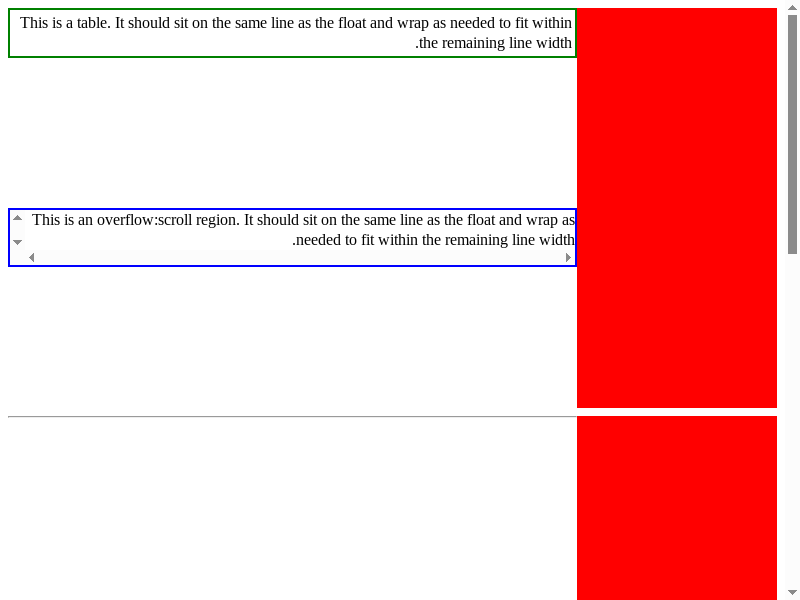 This is a table. It should sit on the same line as the float and wrap as needed to fit within
.the remaining line width
This is an overflow:scroll region. It should sit on the same line as the float and wrap as
.needed to fit within the remaining line width